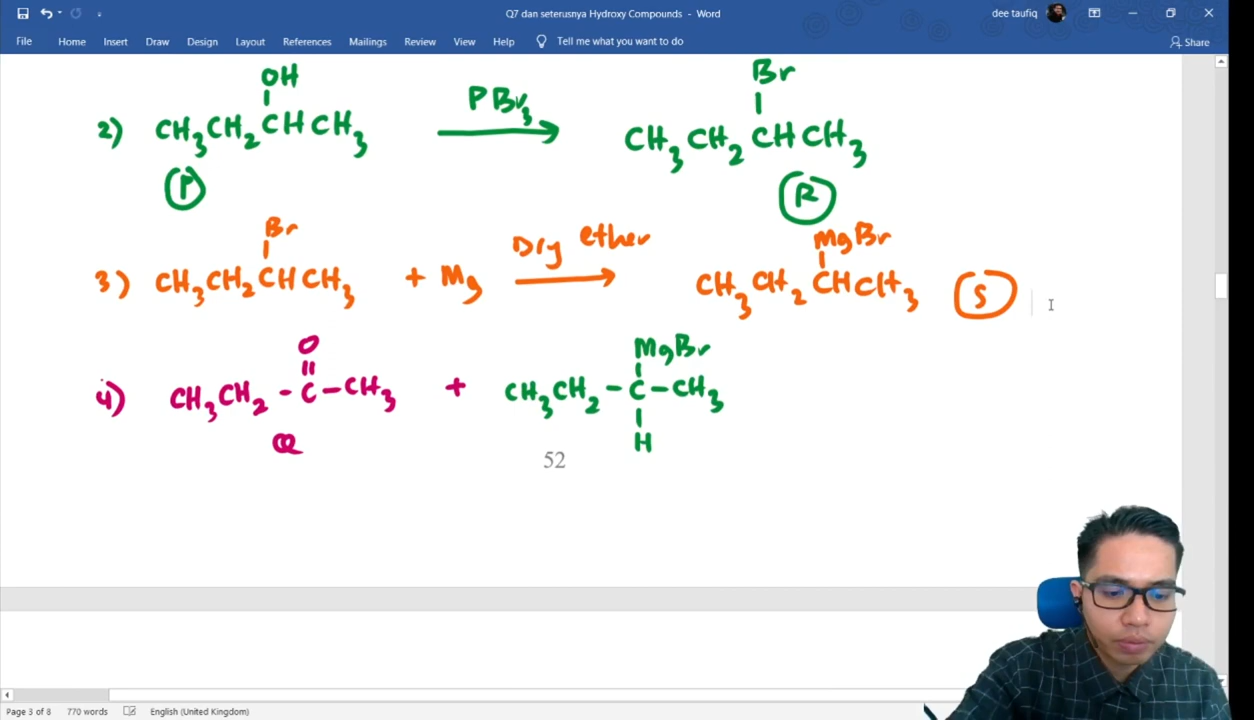 Q7 dan seterusnya Hydroxy Compounds - Word
dee taufiq
File Home Insert Draw Design Layout References Mailings Review View Help Tell me what you want to do
Share
OH
Br
PBr3
2) CH3CH2CHCH3
CH3CH2CHCH3
P
R
Br
Dry ether
MgBr
3) CH3CH2CHCH3 + Mg
CH3CH2CHCH3 S
O
MgBr
4) CH3CH2-C-CH3 + CH3CH2-C-CH3
H
52
Page 3 of 8 770 words English (United Kingdom)